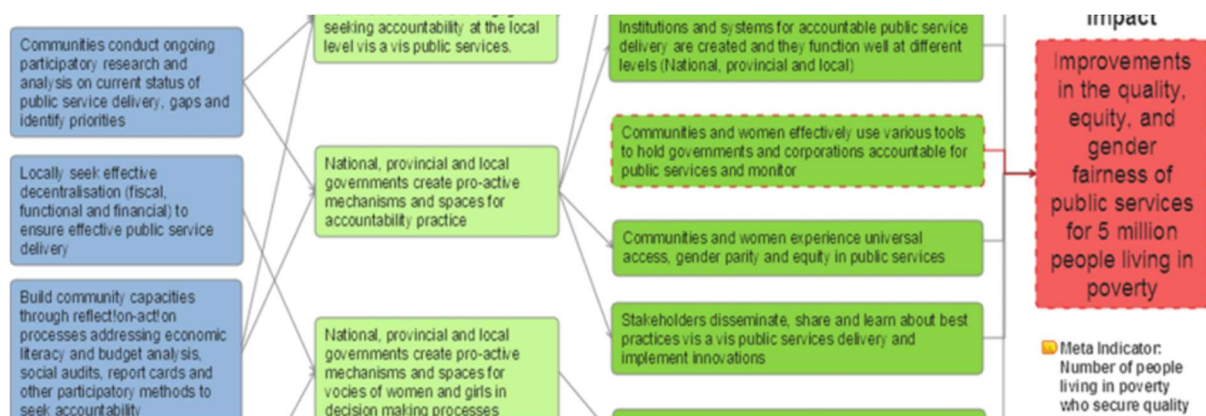 Communities conduct ongoing
participatory research and
analysis on current status of
public service delivery, gaps and
identify priorities
Locally seek effective
decentralisation (fiscal,
functional and financial) to
ensure effective public service
delivery
Build community capacities
through reflect!on-act!on
processes addressing economic
literacy and budget analysis,
social audits, report cards and
other participatory methods to
seek accountability
seeking accountability at the local
level vis a vis public services.
National, provincial and local
governments create pro-active
mechanisms and spaces for
accountability practice
National, provincial and local
governments create pro-active
mechanisms and spaces for
vocies of women and girls in
decision making processes
Institutions and systems for accountable public service
delivery are created and they function well at different
levels (National, provincial and local)
Communities and women effectively use various tools
to hold governments and corporations accountable for
public services and monitor
Communities and women experience universal
access, gender parity and equity in public services
Stakeholders disseminate, share and learn about best
practices vis a vis public services delivery and
implement innovations
Impact
Improvements
in the quality,
equity, and
gender
fairness of
public services
for 5 million
people living in
poverty
Meta Indicator:
Number of people
living in poverty
who secure quality